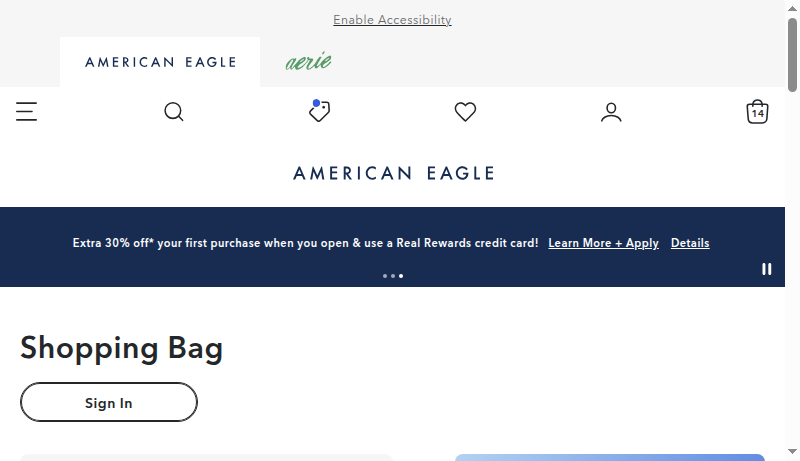 Enable Accessibility
AMERICAN EAGLE
aerie
14
AMERICAN EAGLE
Extra 30% off* your first purchase when you open & use a Real Rewards credit card! Learn More + Apply Details
Shopping Bag
Sign In